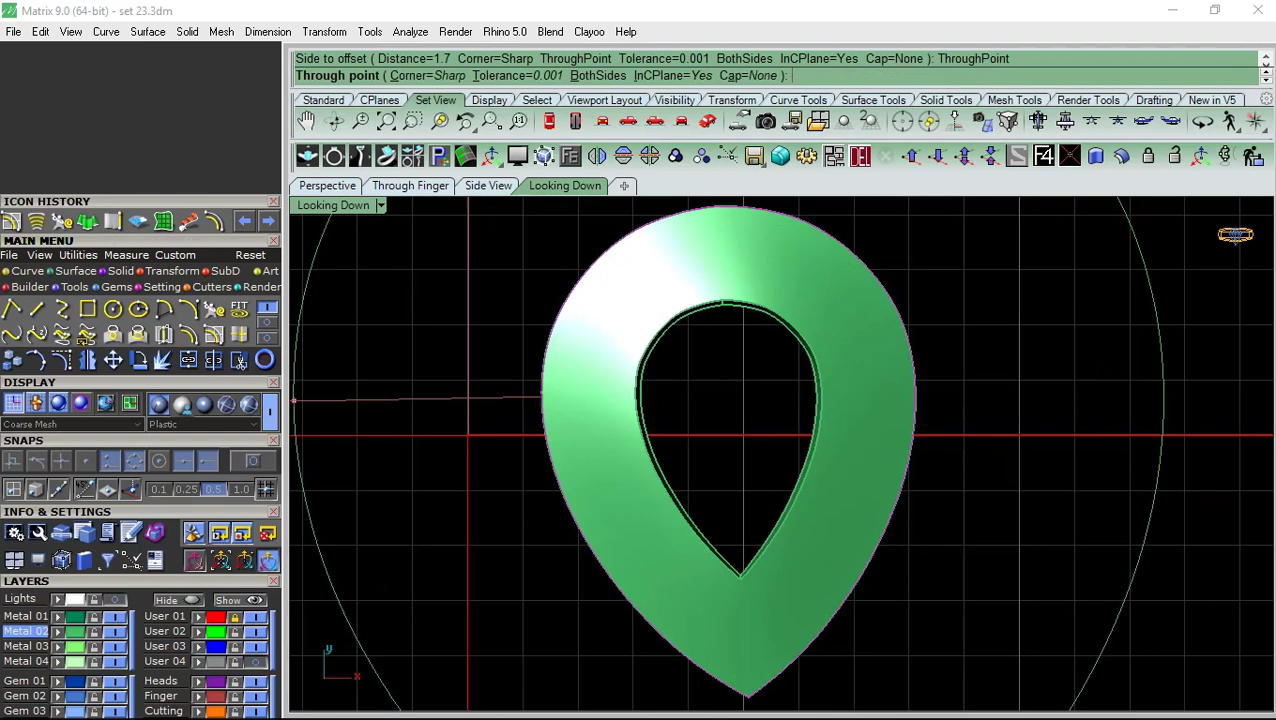 Matrix 9.0 (64-bit) - set 23.3dm
File Edit View Curve Surface Solid Mesh Dimension Transform Tools Analyze Render Rhino 5.0 Blend Clayoo Help
Side to offset ( Distance=1.7 Corner=Sharp ThroughPoint Tolerance=0.001 BothSides InCPlane=Yes Cap=None ): ThroughPoint
Through point ( Corner=Sharp Tolerance=0.001 BothSides InCPlane=Yes Cap=None ):
Standard CPlanes Set View Display Select Viewport Layout Visibility Transform Curve Tools Surface Tools Solid Tools Mesh Tools Render Tools Drafting New in V5
Perspective Through Finger Side View Looking Down
Looking Down
ICON HISTORY
MAIN MENU
File View Browse Measure Custom Reset
Curve Surface Solid Transform SubD Art
Builder Tools Gems Setting Cutters Render
FIT
DISPLAY
Coarse Mesh Plastic
SNAPS
0.1 0.25 0.5 1.0
INFO & SETTINGS
LAYERS
Lights Hide Show
Metal 01 User 01
Metal 02 User 02
Metal 03 User 03
Metal 04 User 04
Gem 01 Heads
Gem 02 Finger
Gem 03 Cutting
F4
y
x